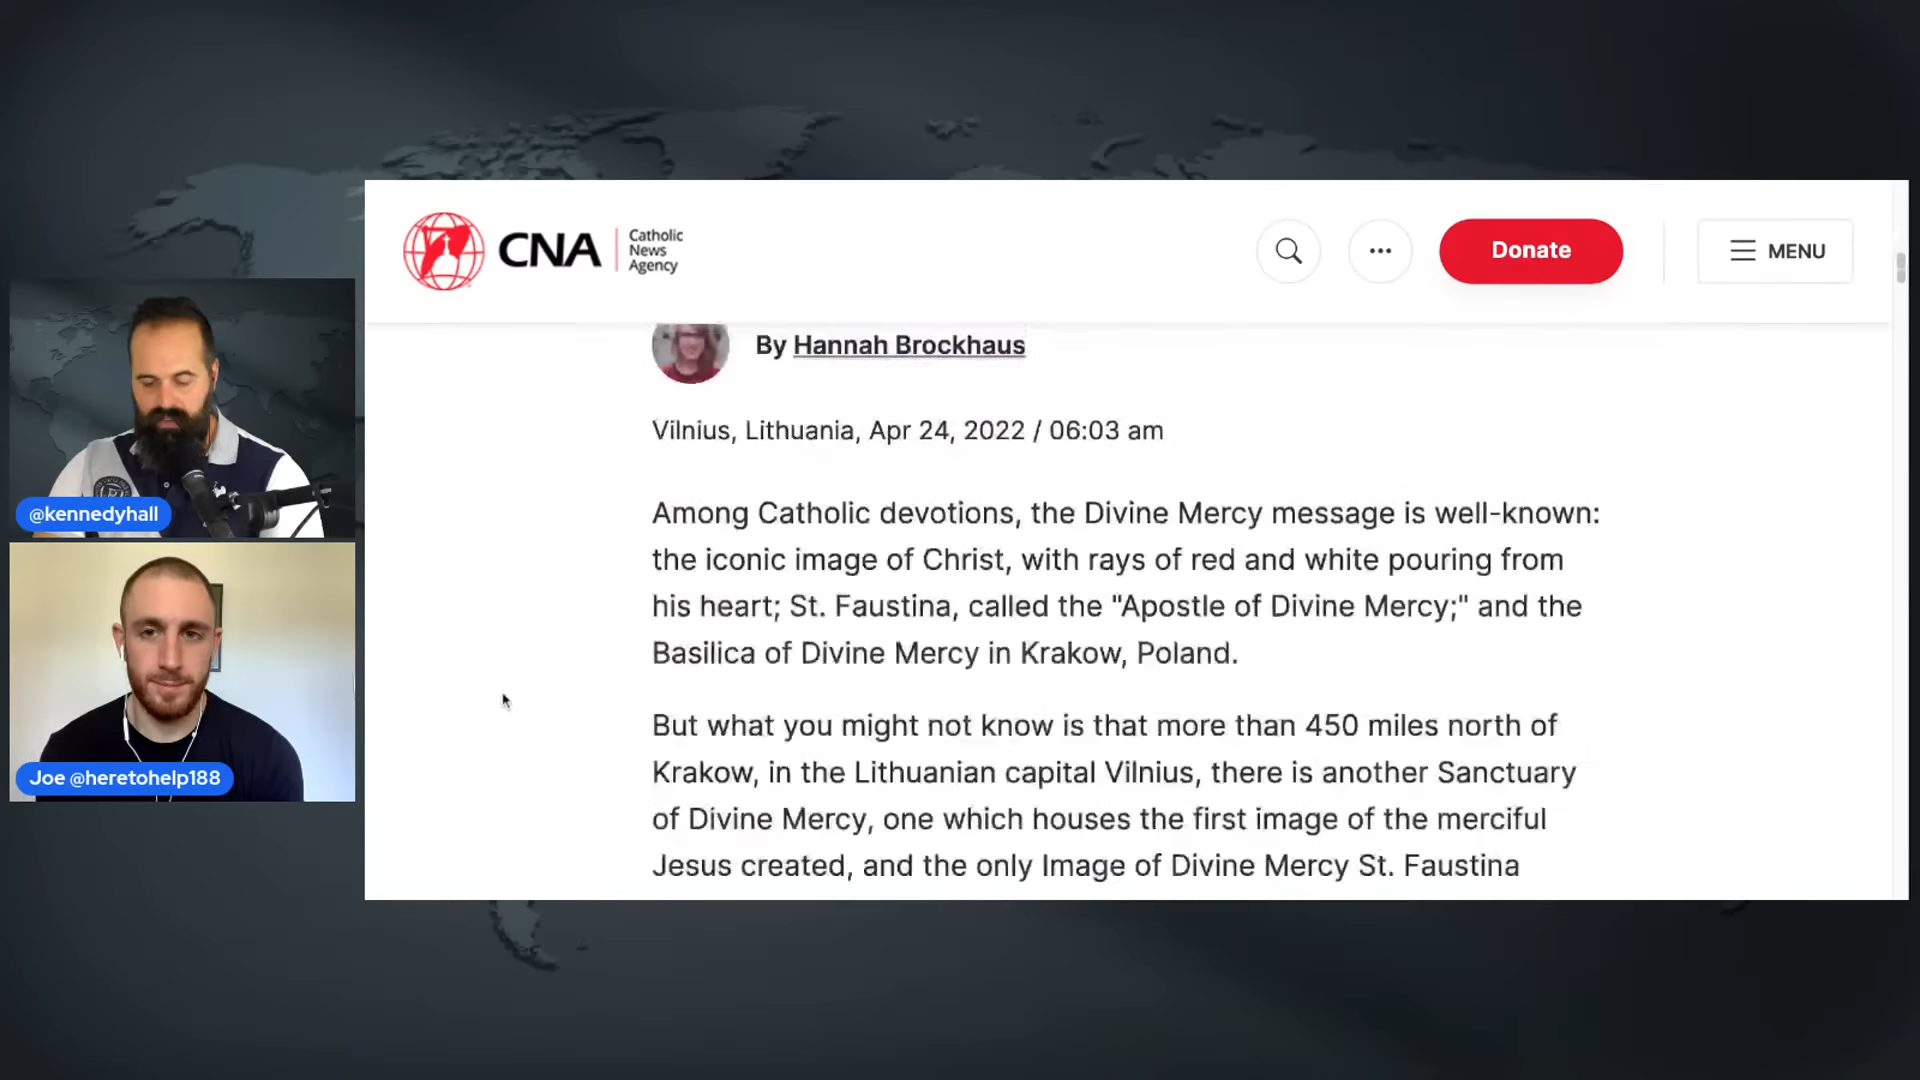 CNA
Catholic
News
Agency
Donate
MENU
By Hannah Brockhaus
Vilnius, Lithuania, Apr 24, 2022 / 06:03 am
Among Catholic devotions, the Divine Mercy message is well-known:
the iconic image of Christ, with rays of red and white pouring from
his heart; St. Faustina, called the "Apostle of Divine Mercy;" and the
Basilica of Divine Mercy in Krakow, Poland.
But what you might not know is that more than 450 miles north of
Krakow, in the Lithuanian capital Vilnius, there is another Sanctuary
of Divine Mercy, one which houses the first image of the merciful
Jesus created, and the only Image of Divine Mercy St. Faustina
@kennedyhall
Joe @heretohelp188